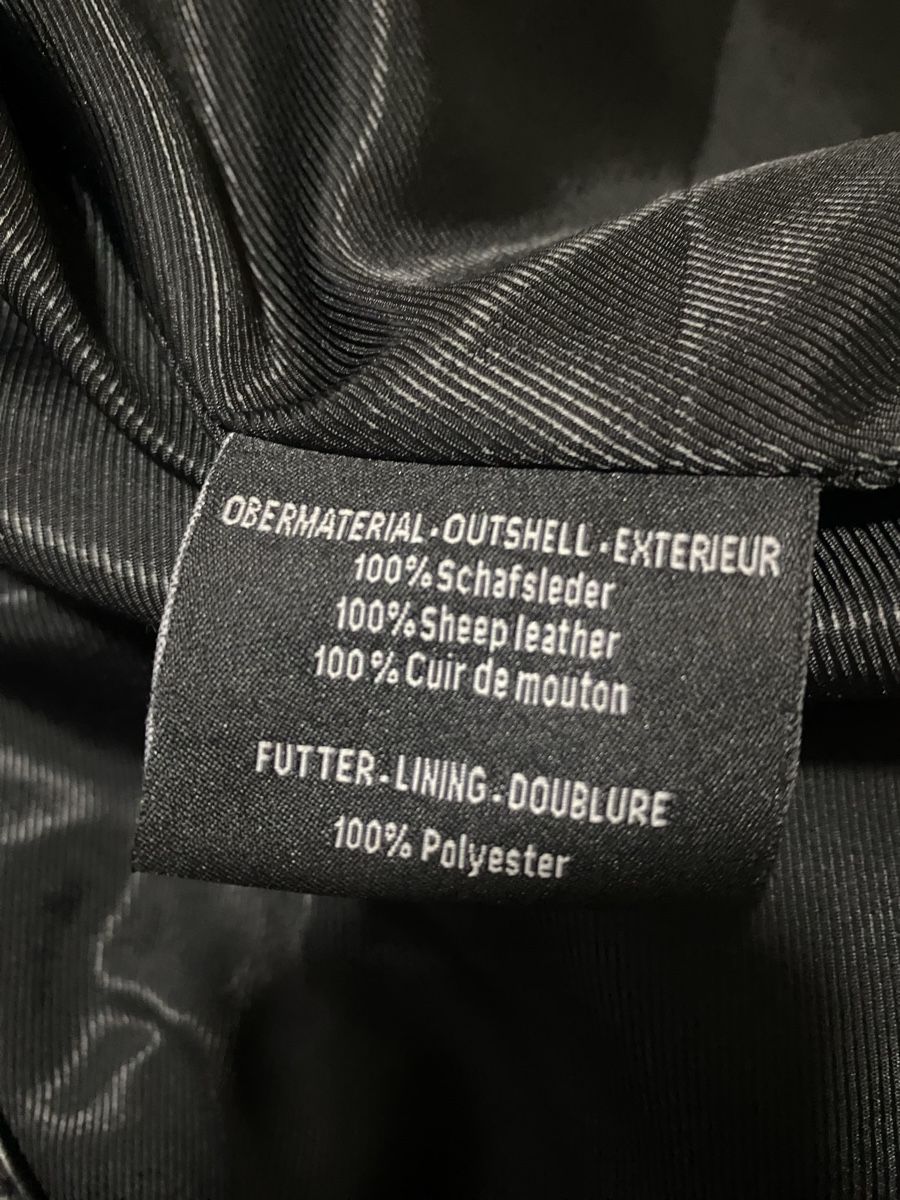 OBERMATERIAL-OUTSHELL-EXTERIEUR
100%Schafsleder
100%Sheep leather
100%Cuir de mouton
FUTTER-LINING-DOUBLURE
100% Polyester